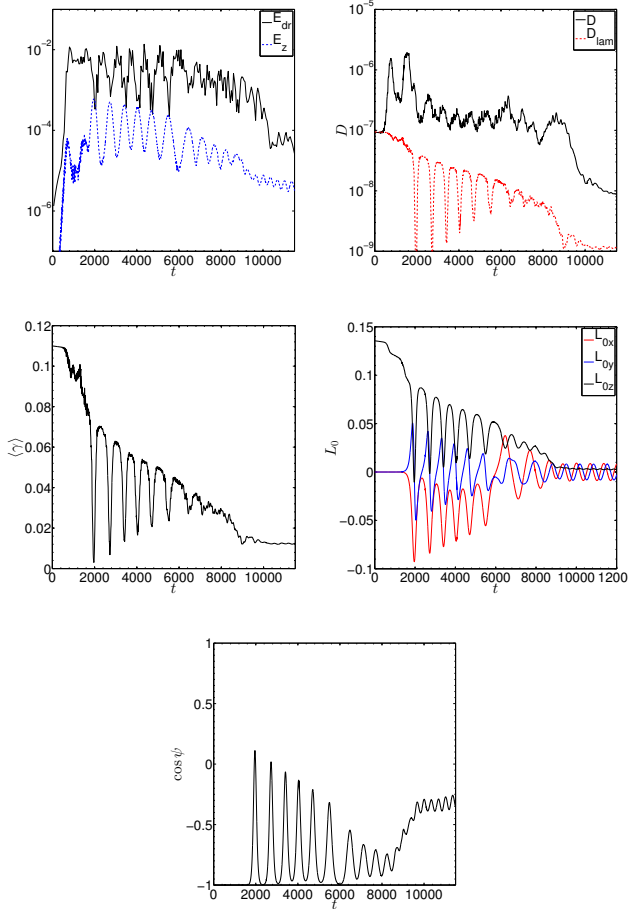 10^-2
10^-4
10^-6
0 2000 4000 6000 8000 10000
t
E_dr
E_z
10^-5
10^-6
10^-7
10^-8
10^-9
D
0 2000 4000 6000 8000 10000
t
D
D_lam
0.12
0.1
0.08
0.06
0.04
0.02
0
⟨γ⟩
0 2000 4000 6000 8000 10000
t
0.15
0.1
0.05
0
−0.05
−0.1
L_0
0 2000 4000 6000 8000 10000 1200
t
L_0x
L_0y
L_0z
1
0.5
0
−0.5
−1
cos ψ
0 2000 4000 6000 8000 10000
t